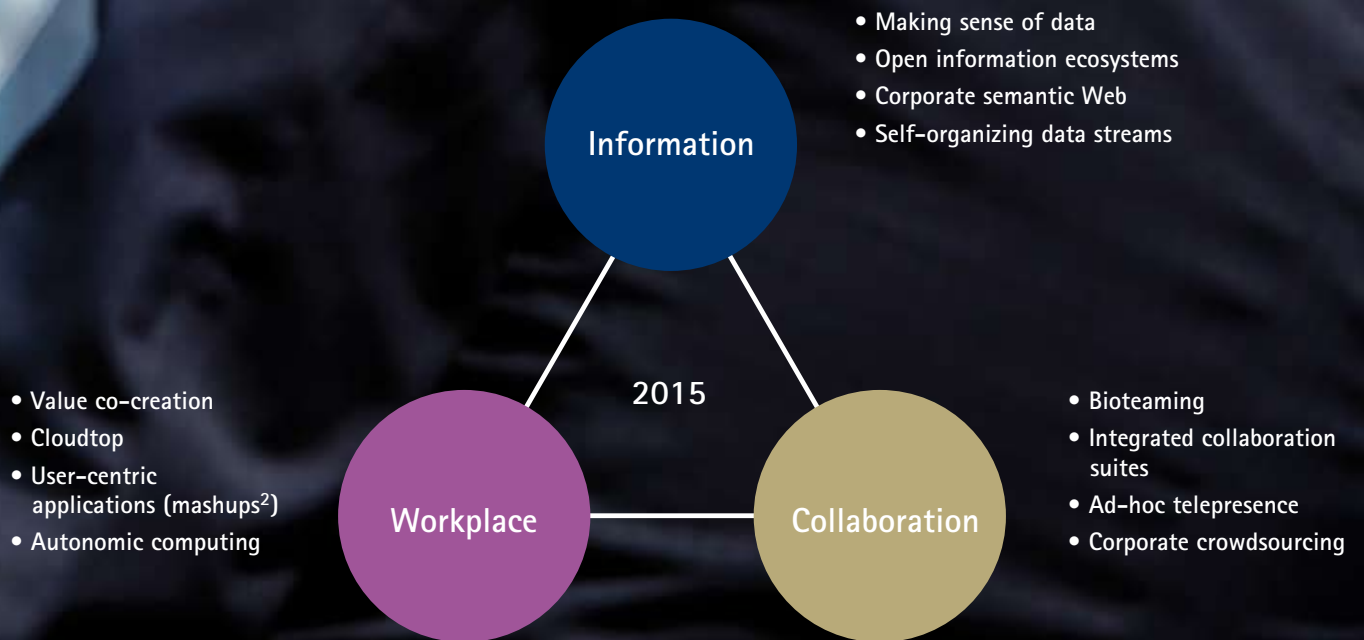 • Making sense of data
• Open information ecosystems
• Corporate semantic Web
• Self-organizing data streams
Information
2015
• Value co-creation
• Cloudtop
• User-centric
applications (mashups²)
• Autonomic computing
Workplace
Collaboration
• Bioteaming
• Integrated collaboration
suites
• Ad-hoc telepresence
• Corporate crowdsourcing